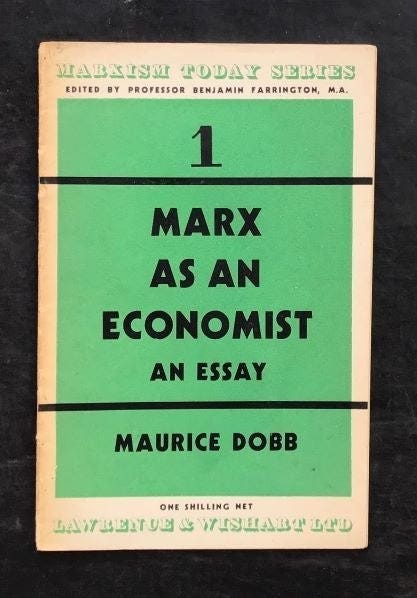 MARXISM TODAY SERIES
EDITED BY PROFESSOR BENJAMIN FARRINGTON, M.A.
1
MARX
AS AN
ECONOMIST
AN ESSAY
MAURICE DOBB
ONE SHILLING NET
LAWRENCE & WISHART LTD